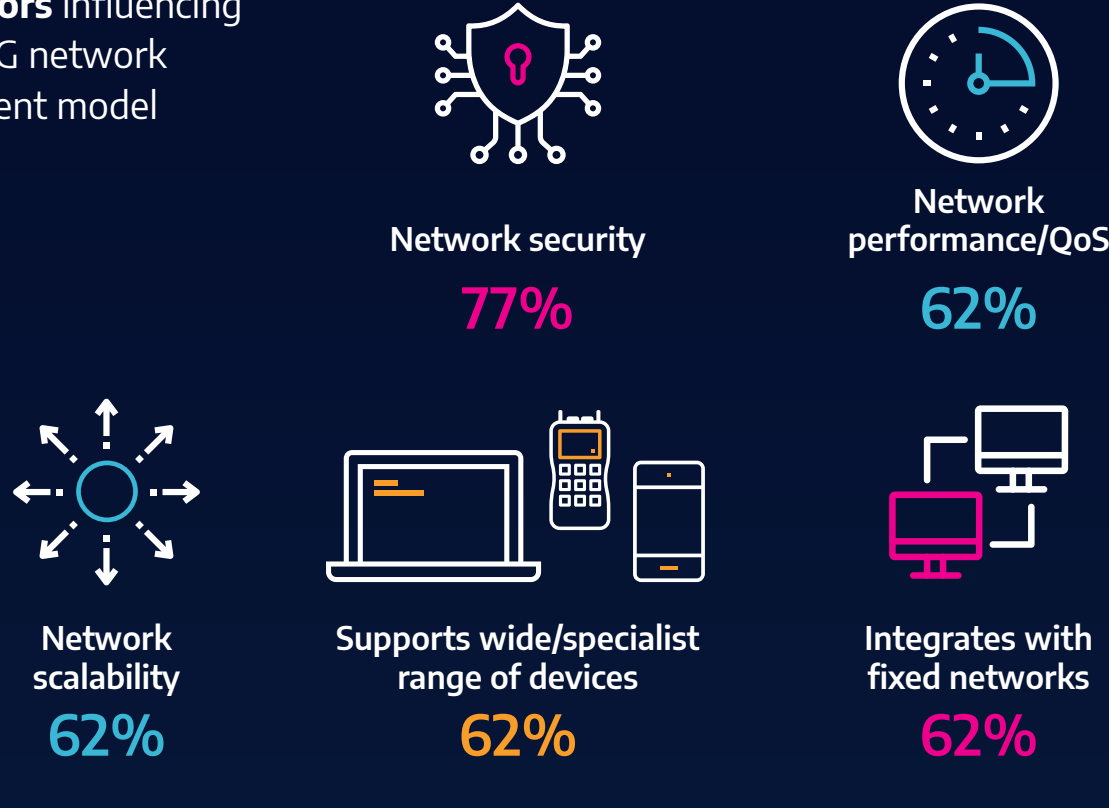 ors influencing
G network
ent model
Network security
77%
Network
performance/QoS
62%
Network
scalability
62%
Supports wide/specialist
range of devices
62%
Integrates with
fixed networks
62%